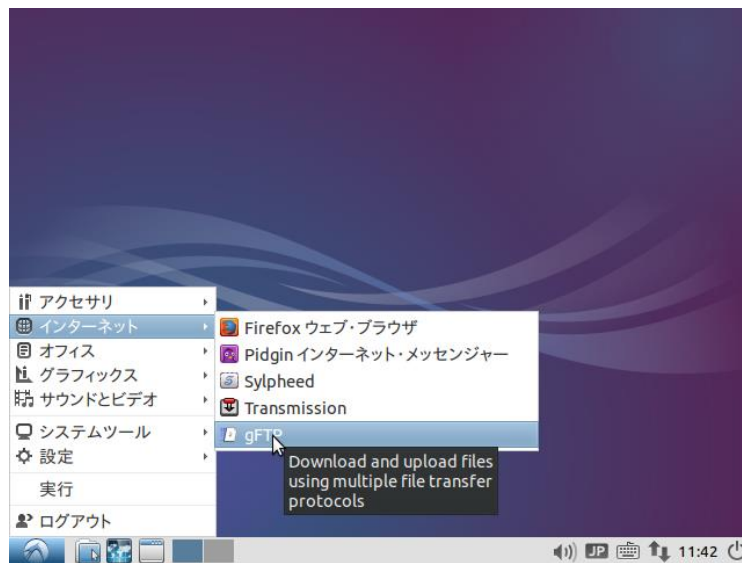 アクセサリ
インターネット
オフィス
グラフィックス
サウンドとビデオ
システムツール
設定
実行
ログアウト
Firefox ウェブ・ブラウザ
Pidgin インターネット・メッセンジャー
Sylpheed
Transmission
gFTP
Download and upload files
using multiple file transfer
protocols
JP
11:42